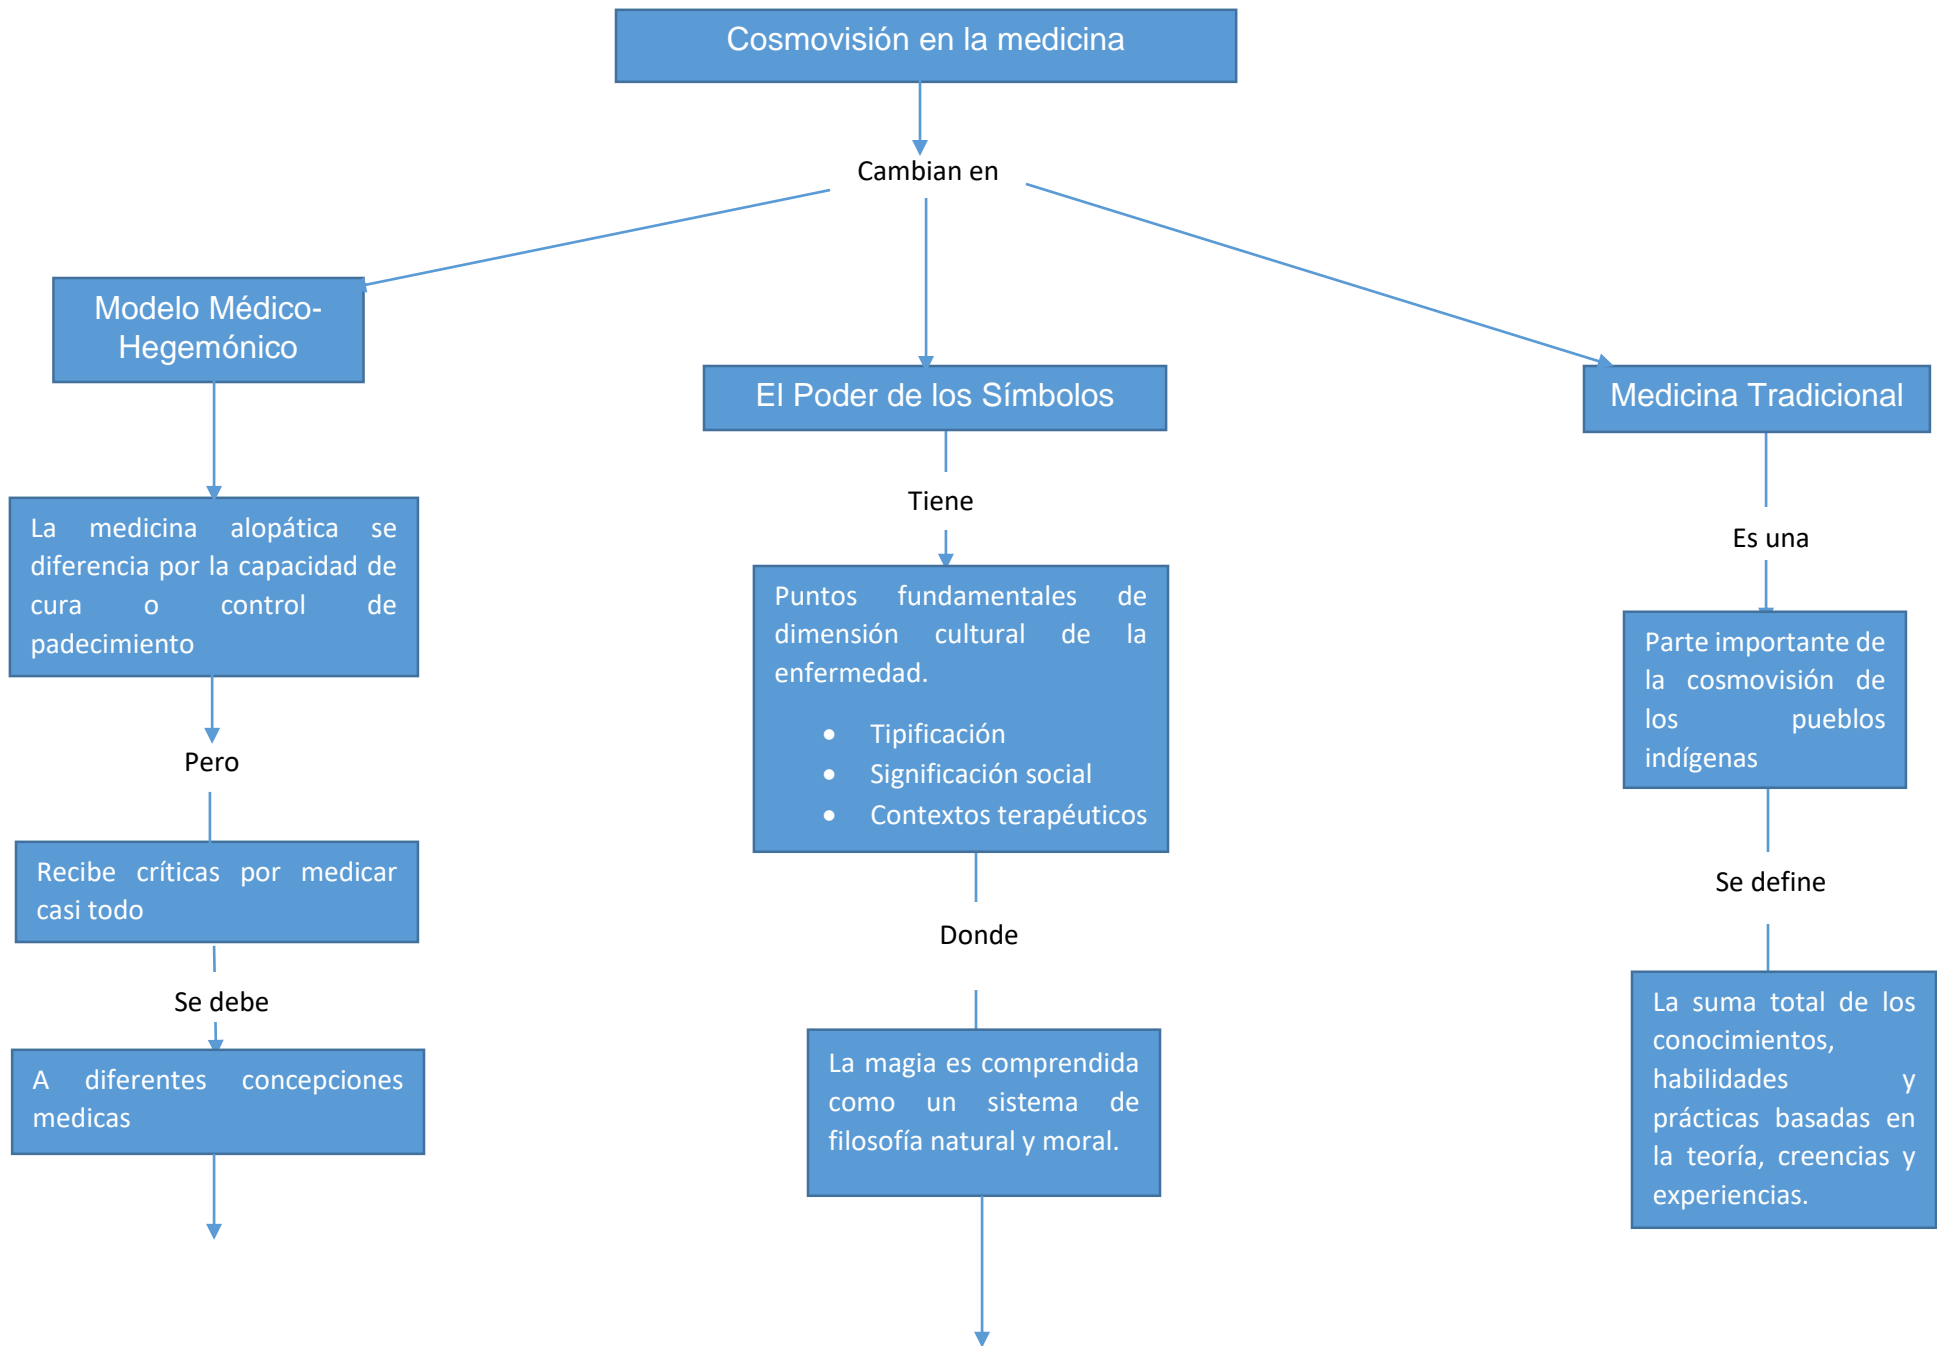 Cosmovisión en la medicina
Cambian en
Modelo Médico-
Hegemónico
La medicina alopática se
diferencia por la capacidad de
cura o control de
padecimiento
Pero
Recibe críticas por medicar
casi todo
Se debe
A diferentes concepciones
medicas
El Poder de los Símbolos
Tiene
Puntos fundamentales de
dimensión cultural de la
enfermedad.
• Tipificación
• Significación social
• Contextos terapéuticos
Donde
La magia es comprendida
como un sistema de
filosofía natural y moral.
Medicina Tradicional
Es una
Parte importante de
la cosmovisión de
los pueblos
indígenas
Se define
La suma total de los
conocimientos,
habilidades y
prácticas basadas en
la teoría, creencias y
experiencias.